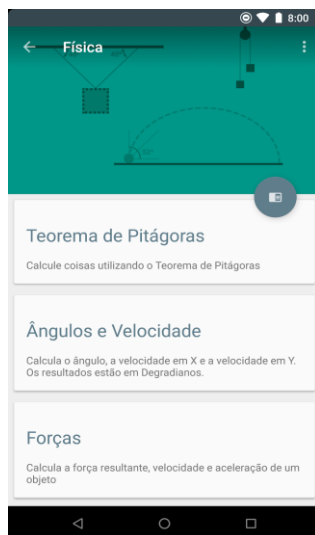 8:00
Física
Teorema de Pitágoras
Calcule coisas utilizando o Teorema de Pitágoras
Ângulos e Velocidade
Calcula o ângulo, a velocidade em X e a velocidade em Y.
Os resultados estão em Degradianos.
Forças
Calcula a força resultante, velocidade e aceleração de um
objeto